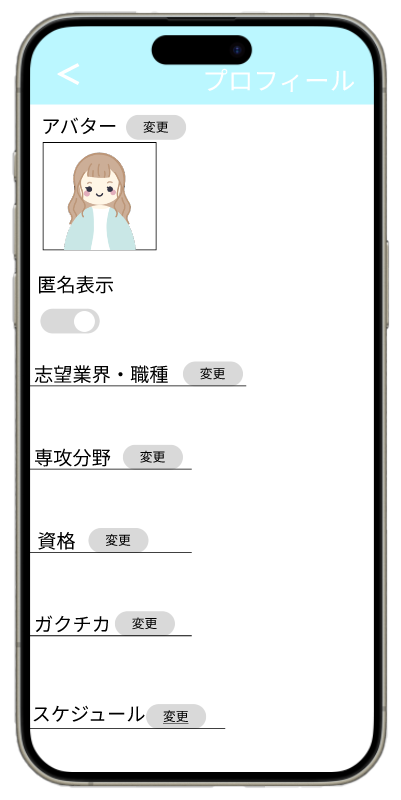 < プロフィール
アバター 変更
匿名表示
志望業界・職種 変更
専攻分野 変更
資格 変更
ガクチカ 変更
スケジュール 変更